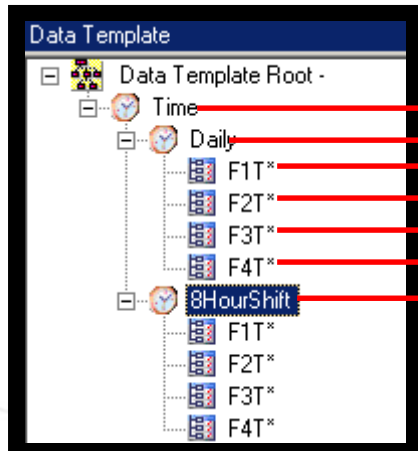 Data Template
Data Template Root -
Time
Daily
F1T*
F2T*
F3T*
F4T*
8HourShift
F1T*
F2T*
F3T*
F4T*